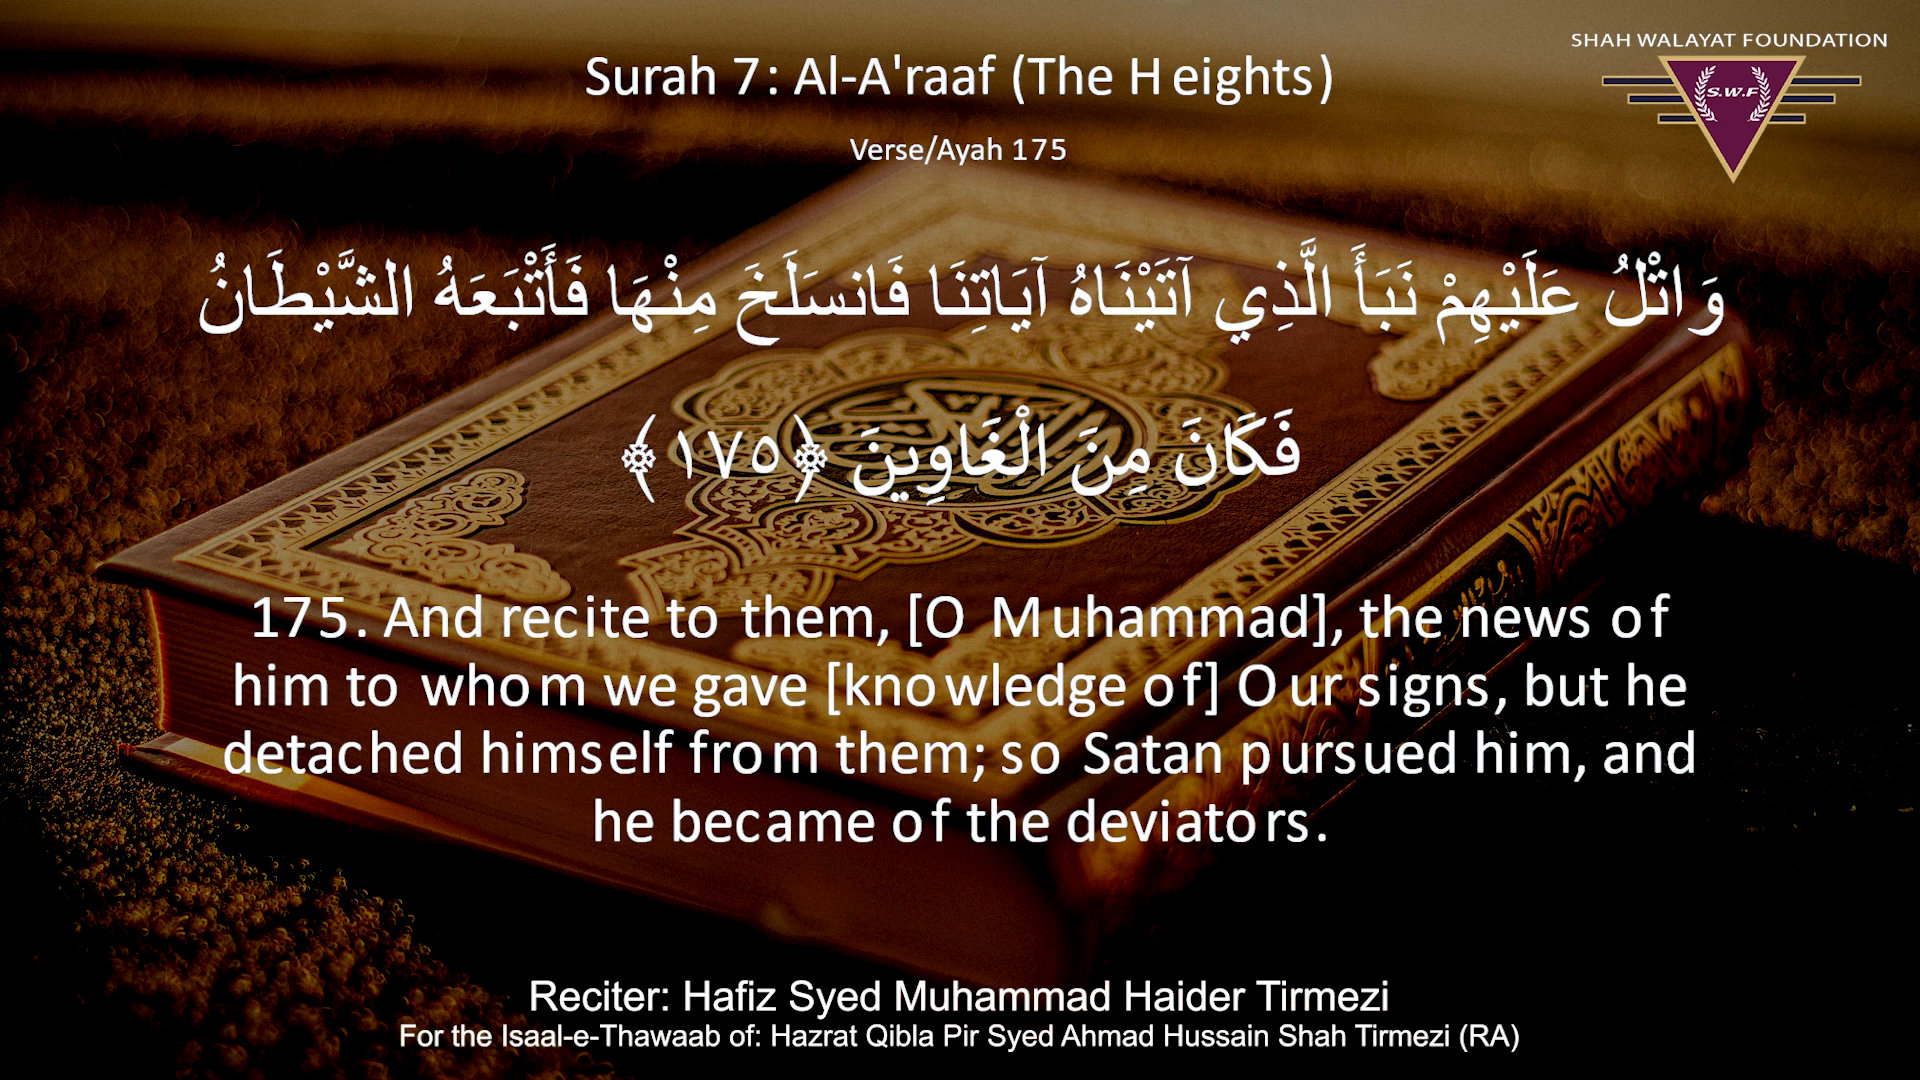 SHAH WALAYAT FOUNDATION
S.W.F
Surah 7: Al-A'raaf (The Heights)
Verse/Ayah 175
وَاتْلُ عَلَيْهِمْ نَبَأَ الَّذِي آتَيْنَاهُ آيَاتِنَا فَانسَلَخَ مِنْهَا فَأَتْبَعَهُ الشَّيْطَانُ
فَكَانَ مِنَ الْغَاوِينَ ﴿١٧٥﴾
175. And recite to them, [O Muhammad], the news of
him to whom we gave [knowledge of] Our signs, but he
detached himself from them; so Satan pursued him, and
he became of the deviators.
Reciter: Hafiz Syed Muhammad Haider Tirmezi
For the Isaal-e-Thawaab of: Hazrat Qibla Pir Syed Ahmad Hussain Shah Tirmezi (RA)